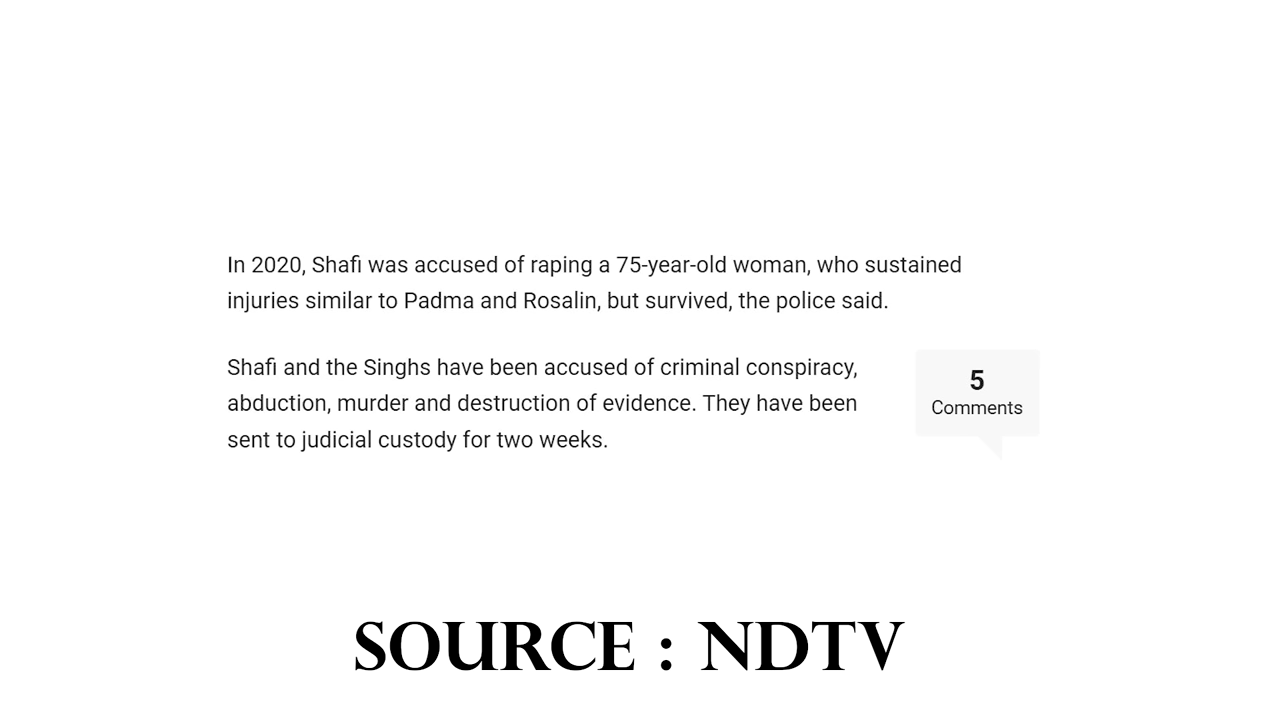 In 2020, Shafi was accused of raping a 75-year-old woman, who sustained
injuries similar to Padma and Rosalin, but survived, the police said.
Shafi and the Singhs have been accused of criminal conspiracy,
abduction, murder and destruction of evidence. They have been
sent to judicial custody for two weeks.
5
Comments
SOURCE : NDTV